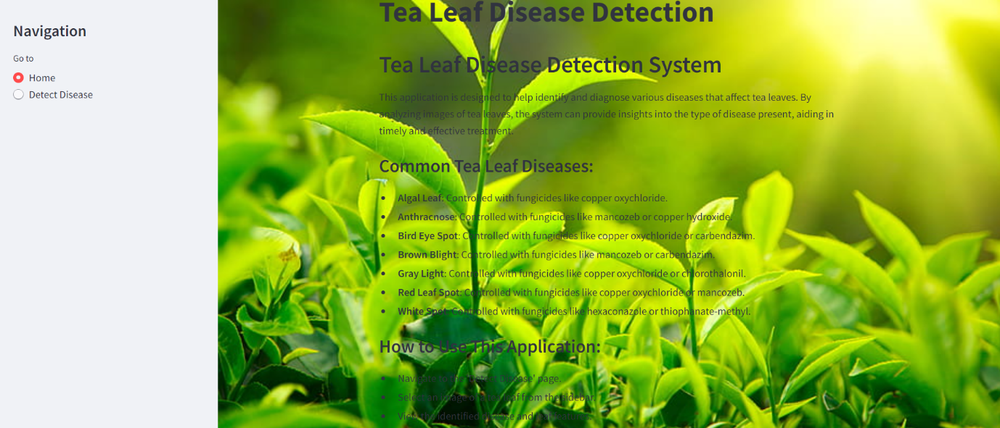 Navigation
Go to
Home
Detect Disease
Tea Leaf Disease Detection
Tea Leaf Disease Detection System
This application is designed to help identify and diagnose various diseases that affect tea leaves. By
analyzing images of tea leaves, the system can provide insights into the type of disease present, aiding in
timely and effective treatment.
Common Tea Leaf Diseases:
Algal Leaf: Controlled with fungicides like copper oxychloride.
Anthracnose: Controlled with fungicides like mancozeb or copper hydroxide.
Bird Eye Spot: Controlled with fungicides like copper oxychloride or carbendazim.
Brown Blight: Controlled with fungicides like mancozeb or carbendazim.
Gray Light: Controlled with fungicides like copper oxychloride or chlorothalonil.
Red Leaf Spot: Controlled with fungicides like copper oxychloride or mancozeb.
White Spot: Controlled with fungicides like hexaconazole or thiophanate-methyl.
How to Use This Application:
Navigate to the 'Detect Disease' page.
Select an image of a tea leaf from the sidebar.
View the identified disease and